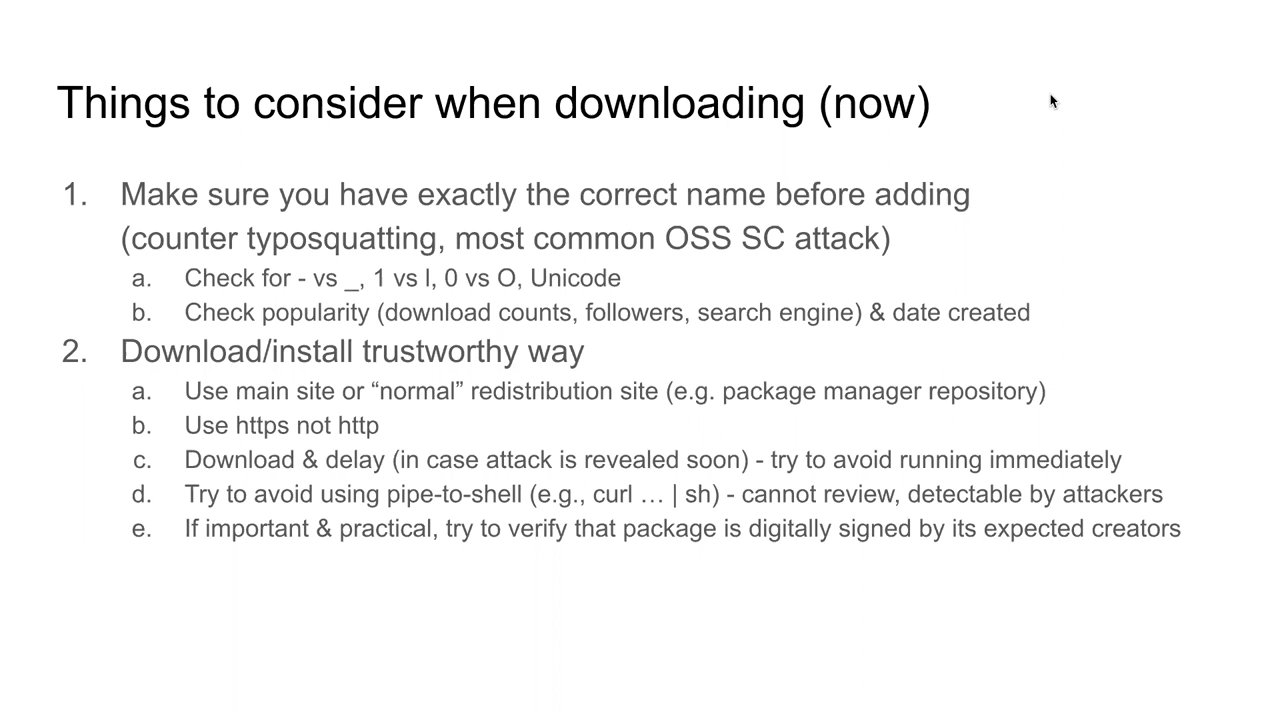 Things to consider when downloading (now)
1. Make sure you have exactly the correct name before adding
(counter typosquatting, most common OSS SC attack)
a. Check for - vs _, 1 vs l, 0 vs O, Unicode
b. Check popularity (download counts, followers, search engine) & date created
2. Download/install trustworthy way
a. Use main site or “normal” redistribution site (e.g. package manager repository)
b. Use https not http
c. Download & delay (in case attack is revealed soon) - try to avoid running immediately
d. Try to avoid using pipe-to-shell (e.g., curl … | sh) - cannot review, detectable by attackers
e. If important & practical, try to verify that package is digitally signed by its expected creators